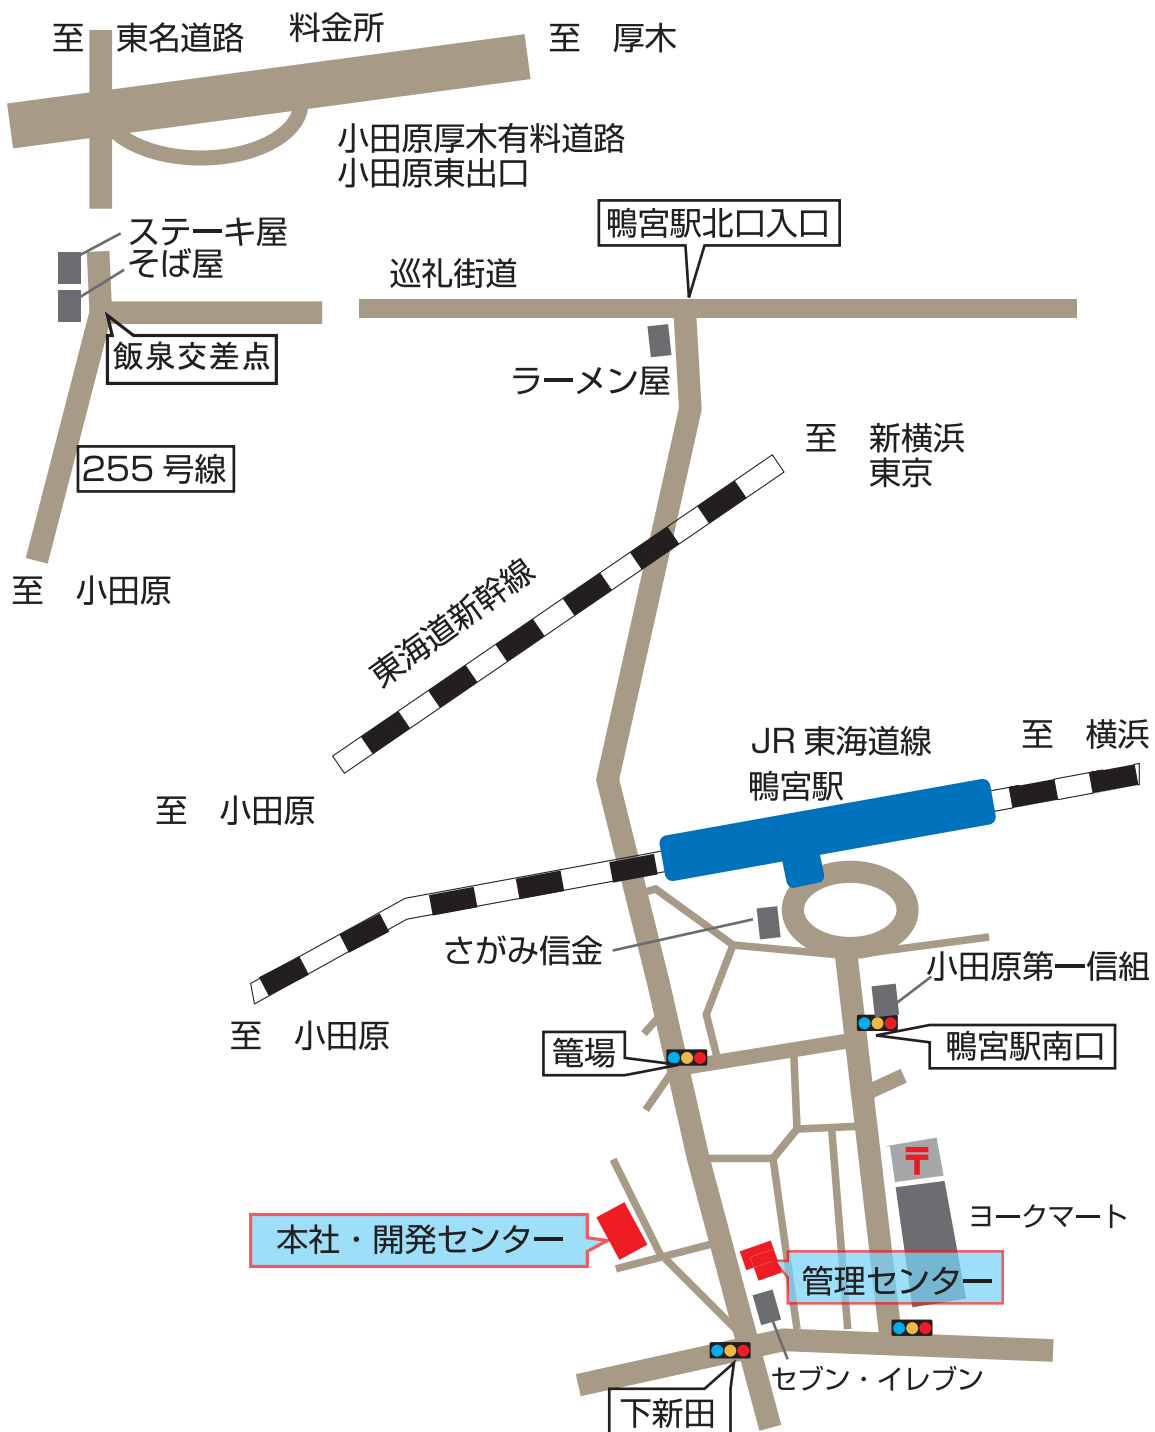 至　東名道路
料金所
至　厚木
小田原厚木有料道路
小田原東出口
ステーキ屋
そば屋
鴨宮駅北口入口
巡礼街道
飯泉交差点
ラーメン屋
255 号線
至　新横浜
東京
東海道新幹線
至　小田原
JR 東海道線
鴨宮駅
至　横浜
至　小田原
さがみ信金
小田原第一信組
至　小田原
篭場
鴨宮駅南口
〒
ヨークマート
本社・開発センター
管理センター
セブン・イレブン
下新田